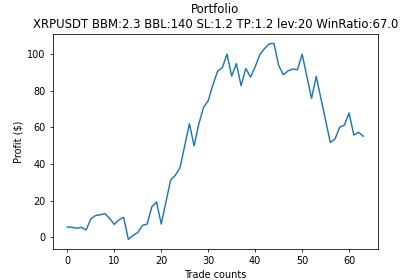 Portfolio
XRPUSDT BBM:2.3 BBL:140 SL:1.2 TP:1.2 lev:20 WinRatio:67.0
Profit ($)
100
80
60
40
20
0
0 10 20 30 40 50 60
Trade counts